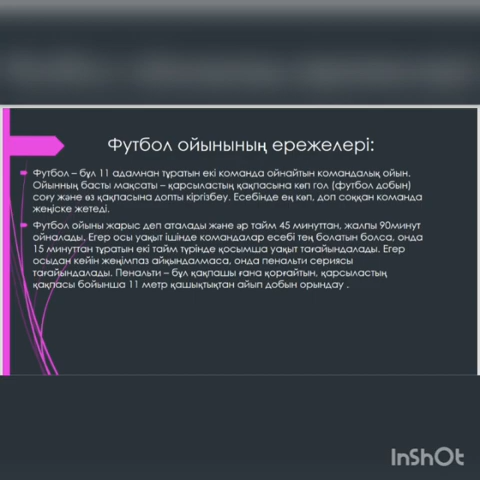 Футбол ойынының ережелері:
Футбол – бұл 11 адамнан тұратын екі команда ойнайтын командалық ойын.
Ойынның басты мақсаты – қарсыластың қақпасына көп гол (футбол добын)
соғу және өз қақпасына допты кіргізбеу. Есебінде ең көп, доп соққан команда
жеңіске жетеді.
Футбол ойыны жарыс деп аталады және әр тайм 45 минуттан, жалпы 90минут
ойналады, Егер осы уақыт ішінде командалар есебі тең болатын болса, онда
15 минуттан тұратын екі тайм түрінде қосымша уақыт тағайындалады. Егер
осыдан кейін жеңімпаз айқындалмаса, онда пенальти сериясы
тағайындалады. Пенальти – бұл қақпашы ғана қорғайтын, қарсыластың
қақпасы бойынша 11 метр қашықтықтан айып добын орындау .
InShOt